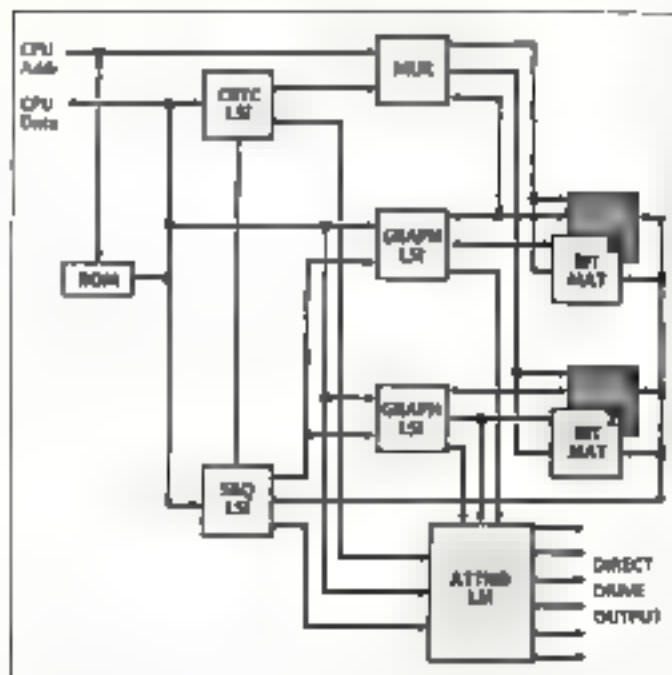 CPU
Addr
CPU
Data
MUX
CRTC
LSI
GRAPH
LSI
BIT
MAT
ROM
GRAPH
LSI
BIT
MAT
SEQ
LSI
LSI
DIRECT
DRIVE
OUTPUT